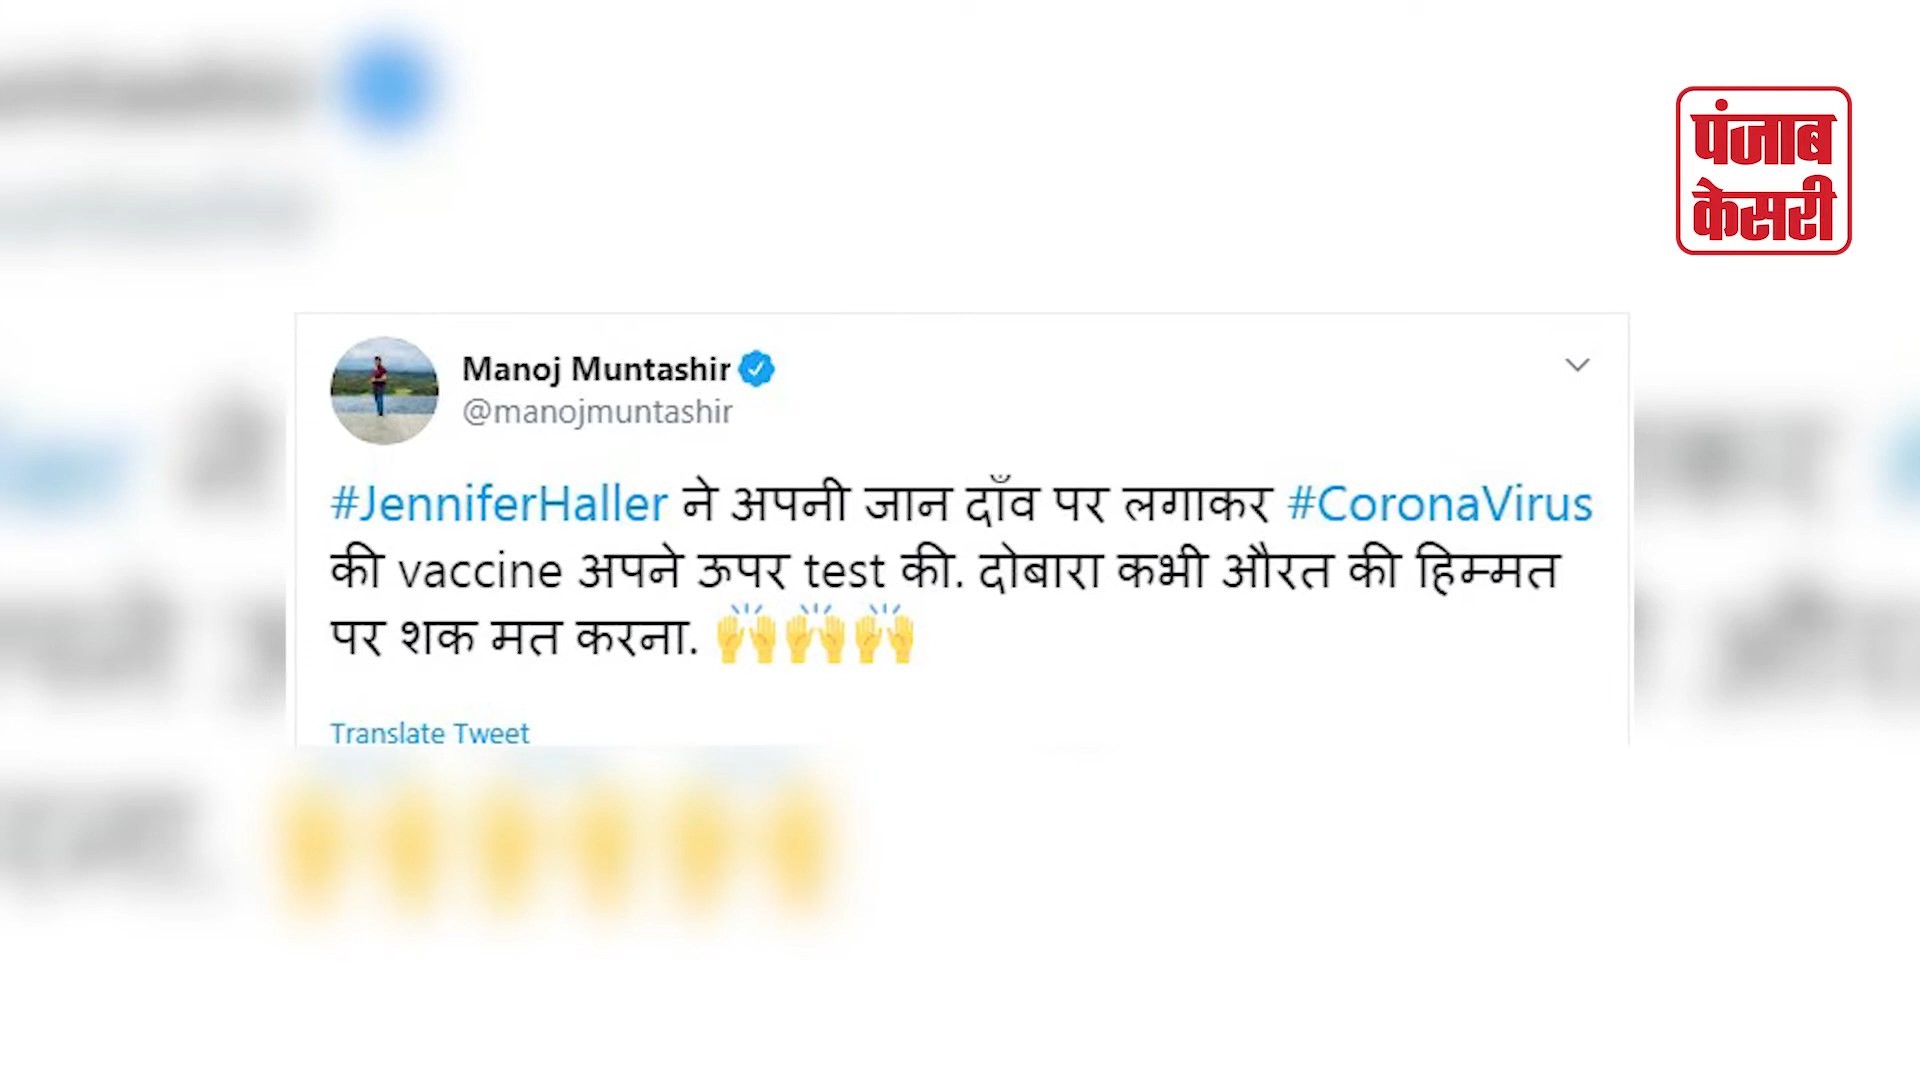 पंजाब
केसरी
Manoj Muntashir
@manojmuntashir
#JenniferHaller ने अपनी जान दाँव पर लगाकर #CoronaVirus
की vaccine अपने ऊपर test की. दोबारा कभी औरत की हिम्मत
पर शक मत करना. 🙌🙌🙌
Translate Tweet